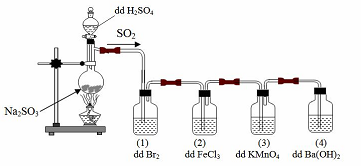 dd H₂SO₄
SO₂
Na₂SO₃
(1) (2) (3) (4)
dd Br₂ dd FeCl₃ dd KMnO₄ dd Ba(OH)₂